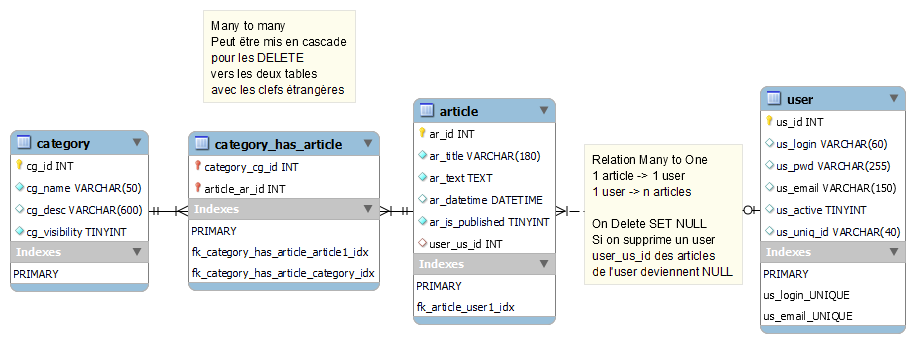 Many to many
Peut être mis en cascade
pour les DELETE
vers les deux tables
avec les clefs étrangères
category
cg_id INT
cg_name VARCHAR(50)
cg_desc VARCHAR(600)
cg_visibility TINYINT
Indexes
PRIMARY
category_has_article
category_cg_id INT
article_ar_id INT
Indexes
PRIMARY
fk_category_has_article_article1_idx
fk_category_has_article_category_idx
article
ar_id INT
ar_title VARCHAR(180)
ar_text TEXT
ar_datetime DATETIME
ar_is_published TINYINT
user_us_id INT
Indexes
PRIMARY
fk_article_user1_idx
Relation Many to One
1 article -> 1 user
1 user -> n articles
On Delete SET NULL
Si on supprime un user
user_us_id des articles
de l'user deviennent NULL
user
us_id INT
us_login VARCHAR(60)
us_pwd VARCHAR(255)
us_email VARCHAR(150)
us_active TINYINT
us_uniq_id VARCHAR(40)
Indexes
PRIMARY
us_login_UNIQUE
us_email_UNIQUE